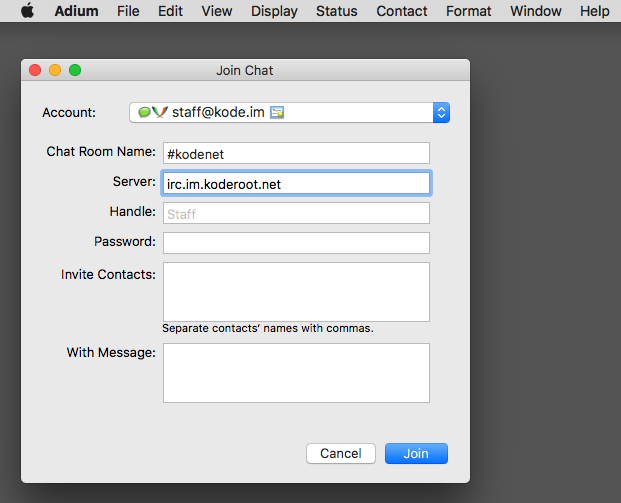 Adium File Edit View Display Status Contact Format Window Help
Join Chat
Account: staff@kode.im
Chat Room Name: #kodenet
Server: irc.im.koderoot.net
Handle: Staff
Password:
Invite Contacts:
Separate contacts' names with commas.
With Message:
Cancel Join